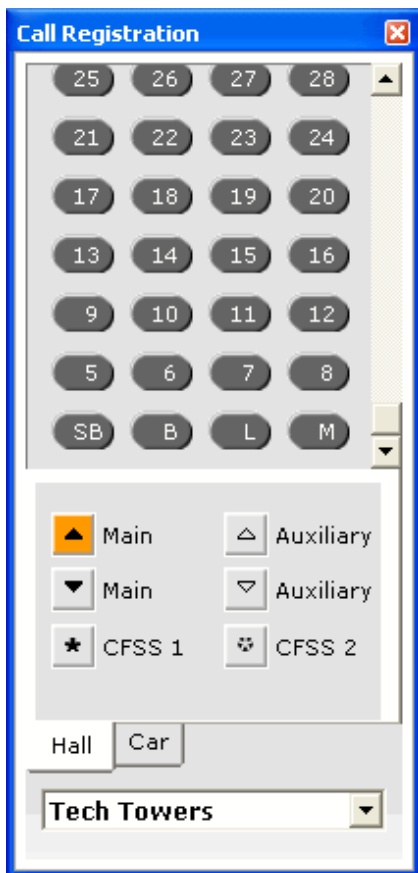 Call Registration
25 26 27 28
21 22 23 24
17 18 19 20
13 14 15 16
9 10 11 12
5 6 7 8
SB B L M
Main Auxiliary
Main Auxiliary
CFSS 1 CFSS 2
Hall Car
Tech Towers